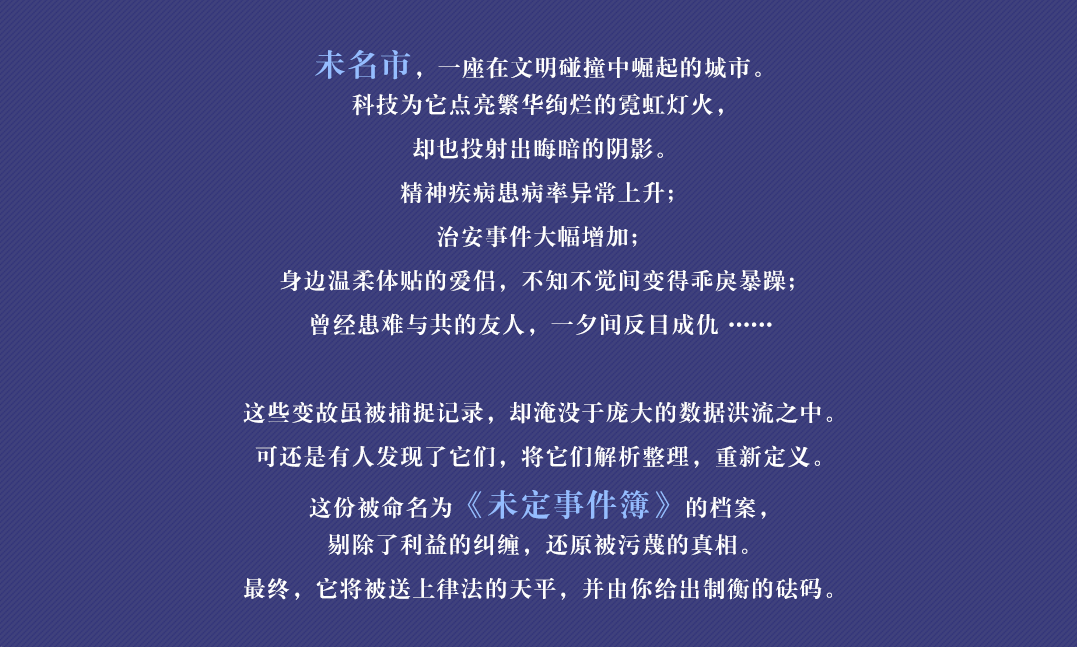 未名市，一座在文明碰撞中崛起的城市。
科技为它点亮繁华绚烂的霓虹灯火，
却也投射出晦暗的阴影。
精神疾病患病率异常上升；
治安事件大幅增加；
身边温柔体贴的爱侣，不知不觉间变得乖戾暴躁；
曾经患难与共的友人，一夕间反目成仇 ……
这些变故虽被捕捉记录，却淹没于庞大的数据洪流之中。
可还是有人发现了它们，将它们解析整理，重新定义。
这份被命名为《未定事件簿》的档案，
剔除了利益的纠缠，还原被污蔑的真相。
最终，它将被送上律法的天平，并由你给出制衡的砝码。